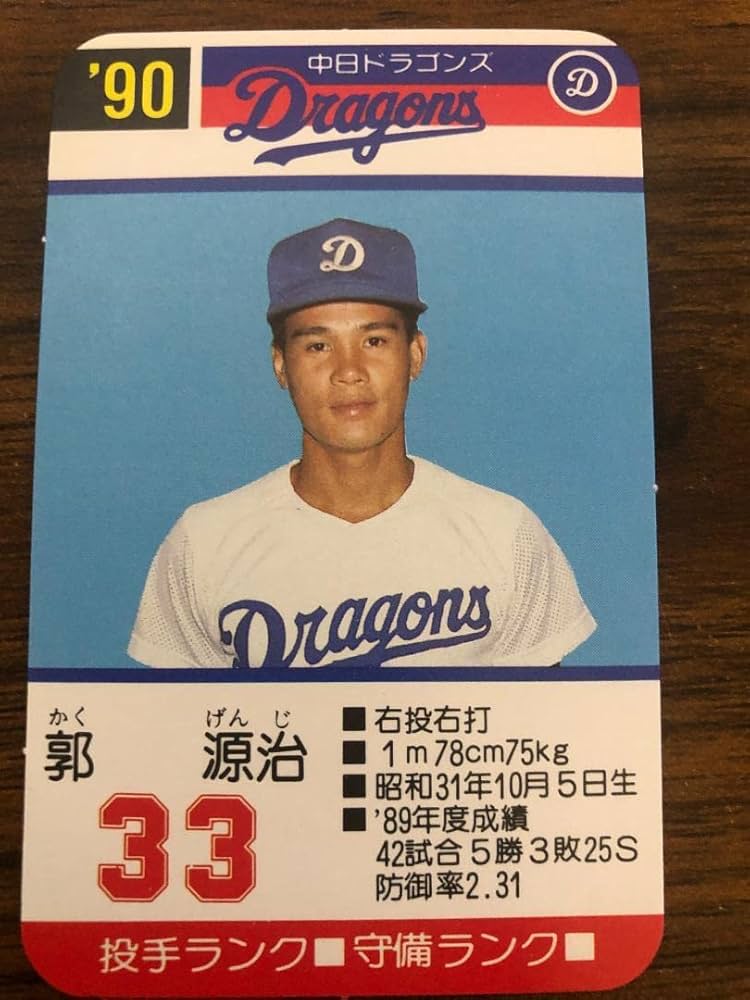 '90
中日ドラゴンズ
Dragons
D
D
Dragons
かく げんじ
郭 源治
33
■右投右打
■1m78cm75kg
■昭和31年10月5日生
■'89年度成績
42試合5勝3敗25S
防御率2.31
投手ランク□守備ランク□